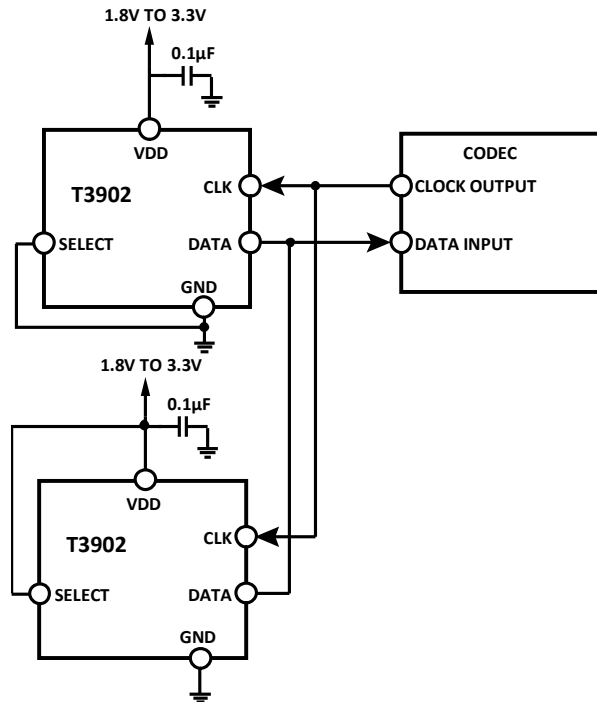 1.8V TO 3.3V
0.1µF
VDD
T3902
CLK
SELECT
DATA
GND
CODEC
CLOCK OUTPUT
DATA INPUT
1.8V TO 3.3V
0.1µF
VDD
T3902
CLK
SELECT
DATA
GND